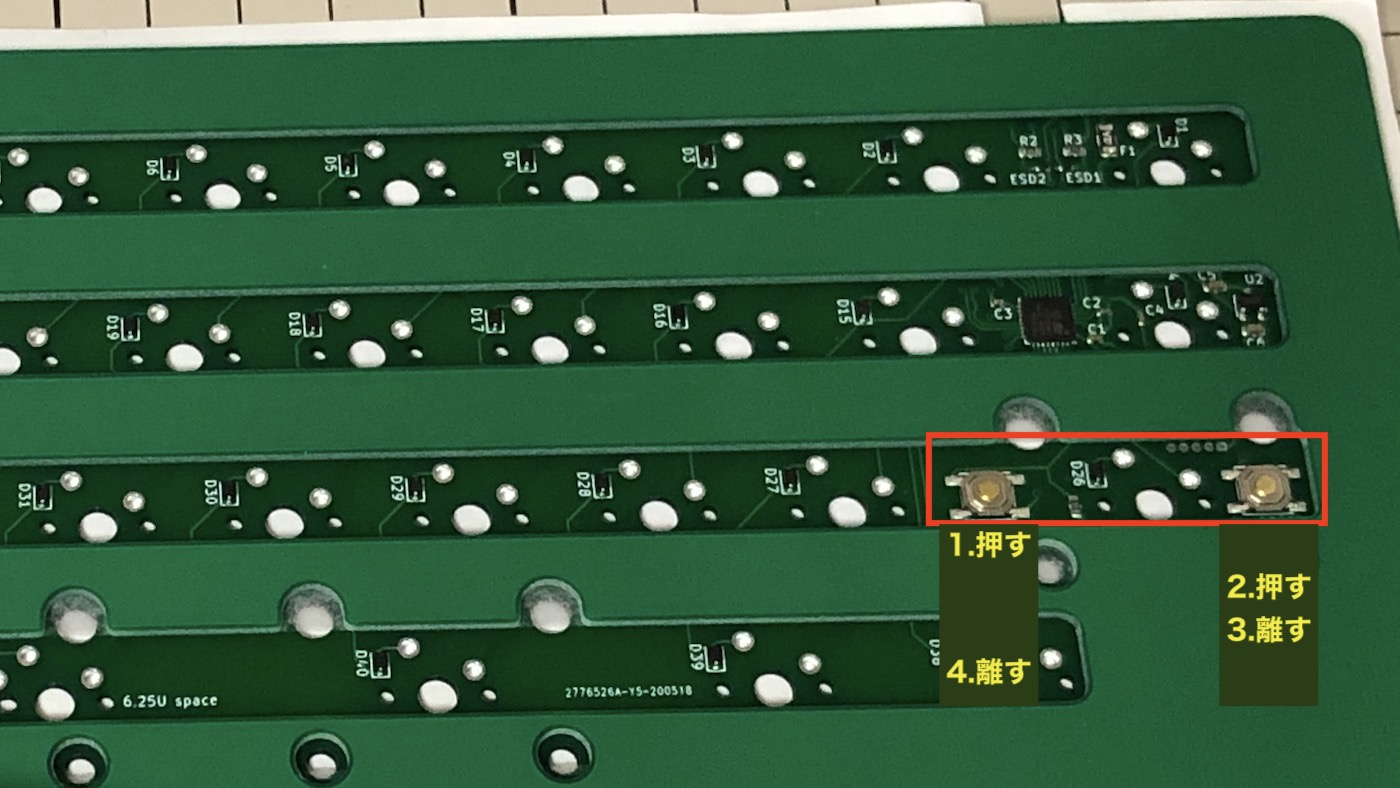 D6
D5
D4
D3
D2
R2
R3
F1
D1
ESD2
ESD1
D19
D18
D17
D16
D15
C3
C2
C1
C4
C5
U2
C6
D31
D30
D29
D28
D27
D26
1.押す
2.押す
3.離す
4.離す
D40
D39
6.25U space
2776526A-Y5-200518